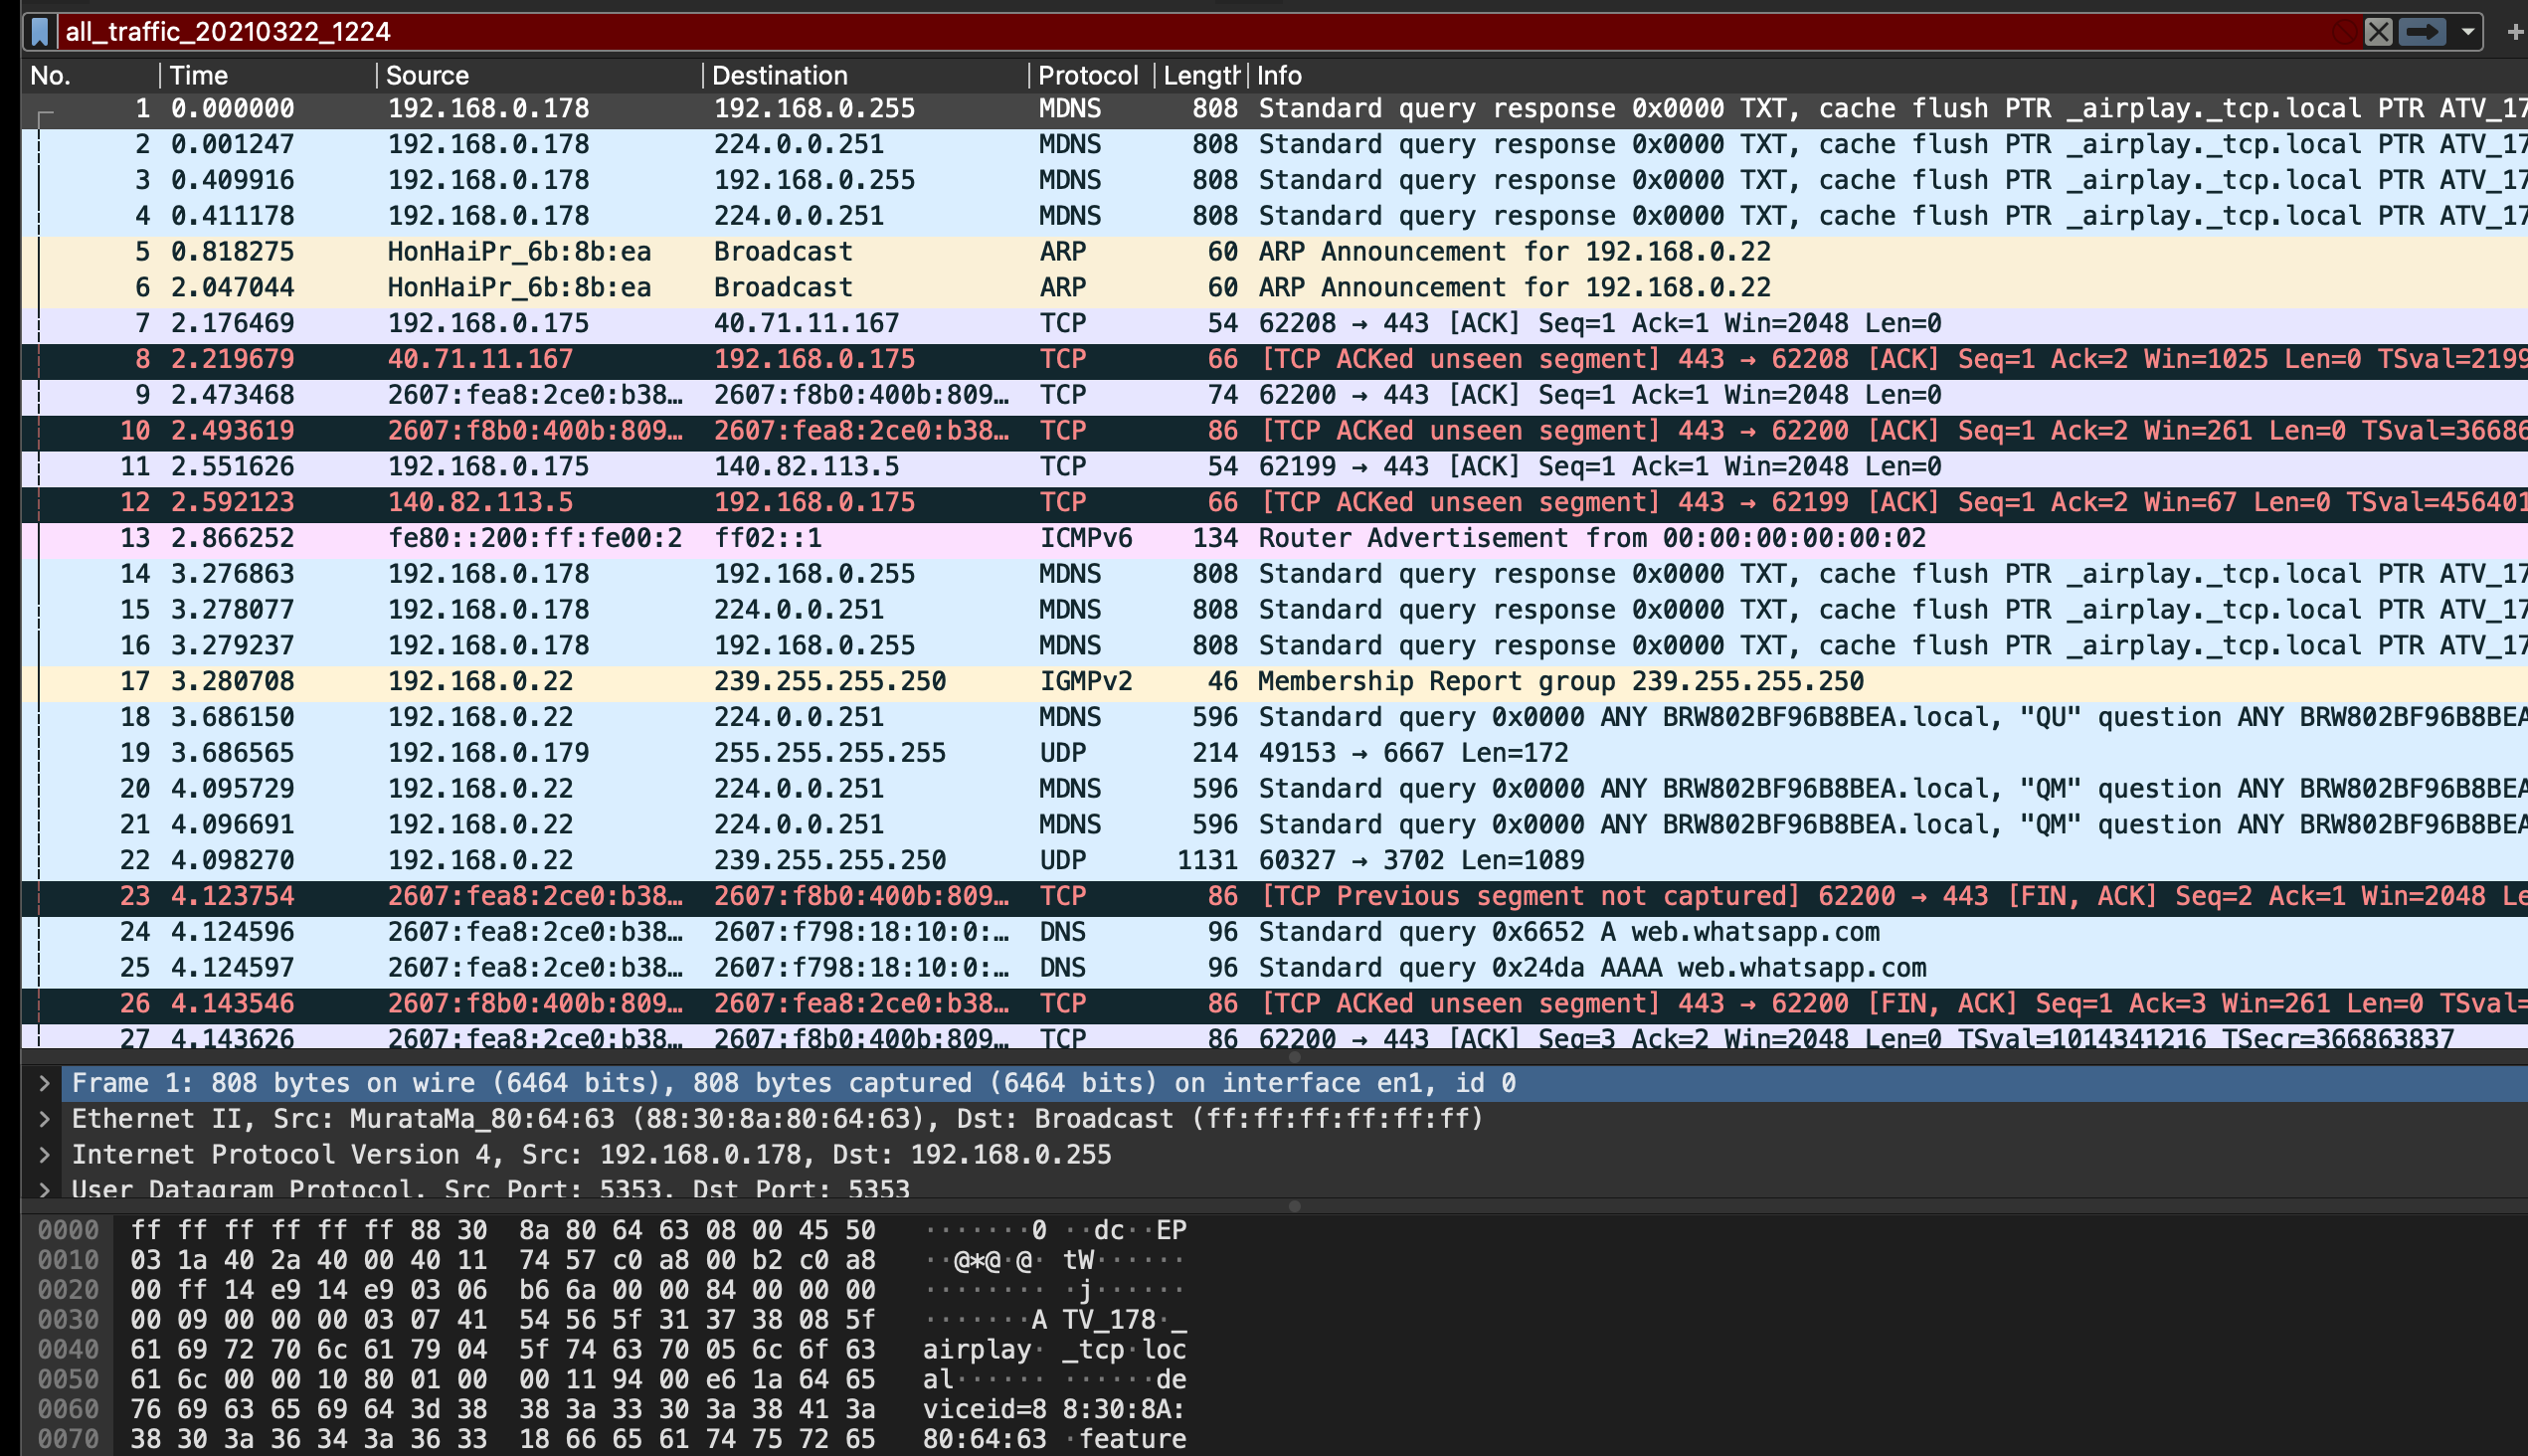 all_traffic_20210322_1224
No. Time Source Destination Protocol Length Info
1 0.000000 192.168.0.178 192.168.0.255 MDNS 808 Standard query response 0x0000 TXT, cache flush PTR _airplay._tcp.local PTR ATV_17
2 0.001247 192.168.0.178 224.0.0.251 MDNS 808 Standard query response 0x0000 TXT, cache flush PTR _airplay._tcp.local PTR ATV_17
3 0.409916 192.168.0.178 192.168.0.255 MDNS 808 Standard query response 0x0000 TXT, cache flush PTR _airplay._tcp.local PTR ATV_17
4 0.411178 192.168.0.178 224.0.0.251 MDNS 808 Standard query response 0x0000 TXT, cache flush PTR _airplay._tcp.local PTR ATV_17
5 0.818275 HonHaiPr_6b:8b:ea Broadcast ARP 60 ARP Announcement for 192.168.0.22
6 2.047044 HonHaiPr_6b:8b:ea Broadcast ARP 60 ARP Announcement for 192.168.0.22
7 2.176469 192.168.0.175 40.71.11.167 TCP 54 62208 → 443 [ACK] Seq=1 Ack=1 Win=2048 Len=0
8 2.219679 40.71.11.167 192.168.0.175 TCP 66 [TCP ACKed unseen segment] 443 → 62208 [ACK] Seq=1 Ack=2 Win=1025 Len=0 TSval=2199
9 2.473468 2607:fea8:2ce0:b38… 2607:f8b0:400b:809… TCP 74 62200 → 443 [ACK] Seq=1 Ack=1 Win=2048 Len=0
10 2.493619 2607:f8b0:400b:809… 2607:fea8:2ce0:b38… TCP 86 [TCP ACKed unseen segment] 443 → 62200 [ACK] Seq=1 Ack=2 Win=261 Len=0 TSval=36686
11 2.551626 192.168.0.175 140.82.113.5 TCP 54 62199 → 443 [ACK] Seq=1 Ack=1 Win=2048 Len=0
12 2.592123 140.82.113.5 192.168.0.175 TCP 66 [TCP ACKed unseen segment] 443 → 62199 [ACK] Seq=1 Ack=2 Win=67 Len=0 TSval=456401
13 2.866252 fe80::200:ff:fe00:2 ff02::1 ICMPv6 134 Router Advertisement from 00:00:00:00:00:02
14 3.276863 192.168.0.178 192.168.0.255 MDNS 808 Standard query response 0x0000 TXT, cache flush PTR _airplay._tcp.local PTR ATV_17
15 3.278077 192.168.0.178 224.0.0.251 MDNS 808 Standard query response 0x0000 TXT, cache flush PTR _airplay._tcp.local PTR ATV_17
16 3.279237 192.168.0.178 192.168.0.255 MDNS 808 Standard query response 0x0000 TXT, cache flush PTR _airplay._tcp.local PTR ATV_17
17 3.280708 192.168.0.22 239.255.255.250 IGMPv2 46 Membership Report group 239.255.255.250
18 3.686150 192.168.0.22 224.0.0.251 MDNS 596 Standard query 0x0000 ANY BRW802BF96B8BEA.local, "QU" question ANY BRW802BF96B8BEA
19 3.686565 192.168.0.179 255.255.255.255 UDP 214 49153 → 6667 Len=172
20 4.095729 192.168.0.22 224.0.0.251 MDNS 596 Standard query 0x0000 ANY BRW802BF96B8BEA.local, "QM" question ANY BRW802BF96B8BEA
21 4.096691 192.168.0.22 224.0.0.251 MDNS 596 Standard query 0x0000 ANY BRW802BF96B8BEA.local, "QM" question ANY BRW802BF96B8BEA
22 4.098270 192.168.0.22 239.255.255.250 UDP 1131 60327 → 3702 Len=1089
23 4.123754 2607:fea8:2ce0:b38… 2607:f8b0:400b:809… TCP 86 [TCP Previous segment not captured] 62200 → 443 [FIN, ACK] Seq=2 Ack=1 Win=2048 Le
24 4.124596 2607:fea8:2ce0:b38… 2607:f798:18:10:0:… DNS 96 Standard query 0x6652 A web.whatsapp.com
25 4.124597 2607:fea8:2ce0:b38… 2607:f798:18:10:0:… DNS 96 Standard query 0x24da AAAA web.whatsapp.com
26 4.143546 2607:f8b0:400b:809… 2607:fea8:2ce0:b38… TCP 86 [TCP ACKed unseen segment] 443 → 62200 [FIN, ACK] Seq=1 Ack=3 Win=261 Len=0 TSval=
27 4.143626 2607:fea8:2ce0:b38… 2607:f8b0:400b:809… TCP 86 62200 → 443 [ACK] Seq=3 Ack=2 Win=2048 Len=0 TSval=1014341216 TSecr=366863837
Frame 1: 808 bytes on wire (6464 bits), 808 bytes captured (6464 bits) on interface en1, id 0
Ethernet II, Src: MurataMa_80:64:63 (88:30:8a:80:64:63), Dst: Broadcast (ff:ff:ff:ff:ff:ff)
Internet Protocol Version 4, Src: 192.168.0.178, Dst: 192.168.0.255
User Datagram Protocol, Src Port: 5353, Dst Port: 5353
0000 ff ff ff ff ff ff 88 30 8a 80 64 63 08 00 45 50 ·······0 ··dc··EP
0010 03 1a 40 2a 40 00 40 11 74 57 c0 a8 00 b2 c0 a8 ··@*@·@· tW······
0020 00 ff 14 e9 14 e9 03 06 b6 6a 00 00 84 00 00 00 ········ ·j······
0030 00 09 00 00 00 03 07 41 54 56 5f 31 37 38 08 5f ·······A TV_178·_
0040 61 69 72 70 6c 61 79 04 5f 74 63 70 05 6c 6f 63 airplay· _tcp·loc
0050 61 6c 00 00 10 80 01 00 00 11 94 00 e6 1a 64 65 al······ ······de
0060 76 69 63 65 69 64 3d 38 38 3a 33 30 3a 38 41 3a viceid=8 8:30:8A:
0070 38 30 3a 36 34 3a 36 33 18 66 65 61 74 75 72 65 80:64:63 ·feature